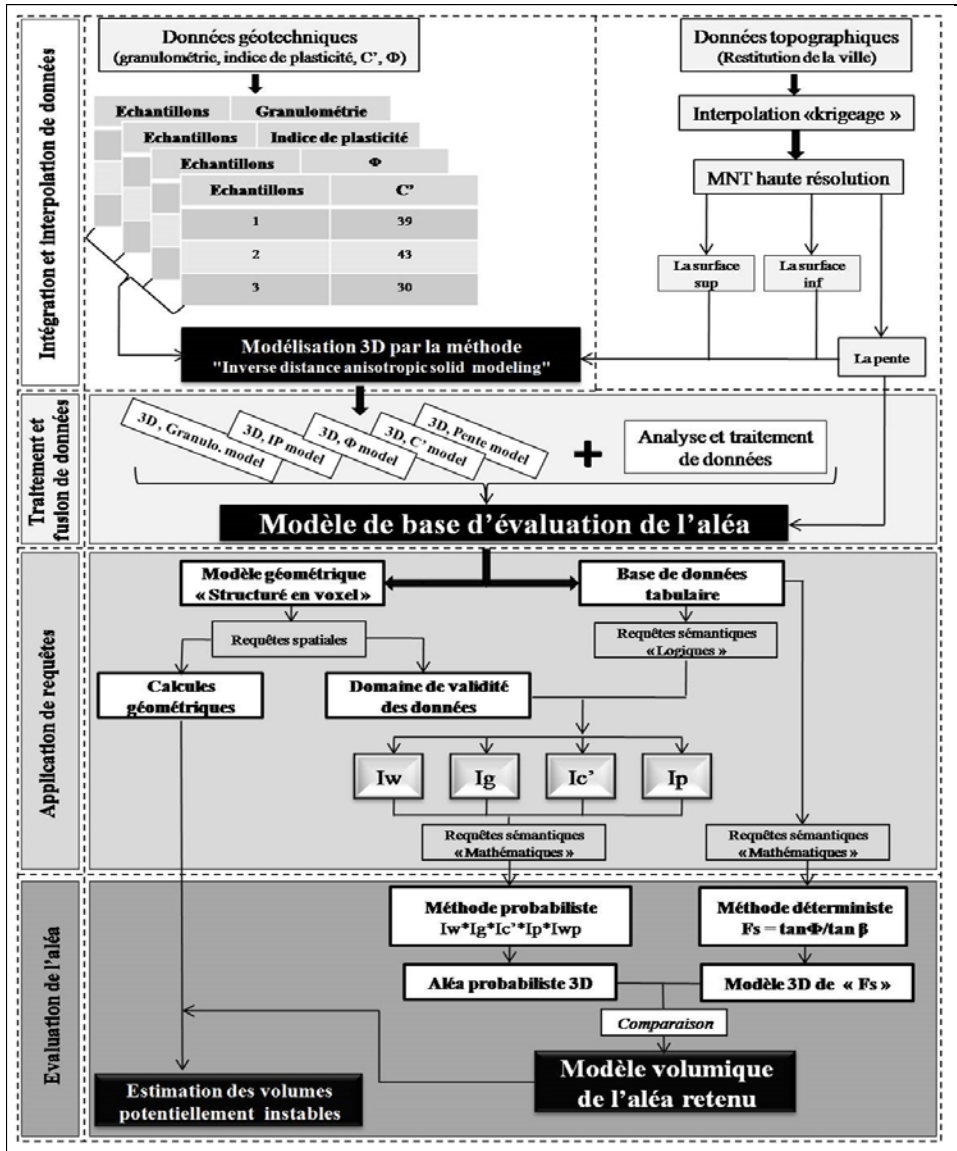 Intégration et interpolation de données
Données géotechniques
(granulométrie, indice de plasticité, C’, Φ)
Echantillons
Granulométrie
Echantillons
Indice de plasticité
Echantillons
Φ
Echantillons
C’
1
39
2
43
3
30
Données topographiques
(Restitution de la ville)
Interpolation «krigeage »
MNT haute résolution
La surface
sup
La surface
inf
La pente
Modélisation 3D par la méthode
"Inverse distance anisotropic solid modeling"
Traitement et
fusion de données
3D , Granulo. model
3D, IP model
3D, Φ model
3D, C’ model
3D, Pente model
+
Analyse et traitement
de données
Modèle de base d’évaluation de l’aléa
Application de requêtes
Modèle géométrique
« Structuré en voxel »
Base de données
tabulaire
Requêtes spatiales
Requêtes sémantiques
« Logiques »
Calcules
géométriques
Domaine de validité
des données
Iw
Ig
Ic’
Ip
Requêtes sémantiques
« Mathématiques »
Requêtes sémantiques
« Mathématiques »
Evaluation de l’aléa
Méthode probabiliste
Iw*Ig*Ic’*Ip*Iwp
Méthode déterministe
Fs = tanΦ/tan β
Aléa probabiliste 3D
Modèle 3D de « Fs »
Comparaison
Modèle volumique
de l’aléa retenu
Estimation des volumes
potentiellement instables